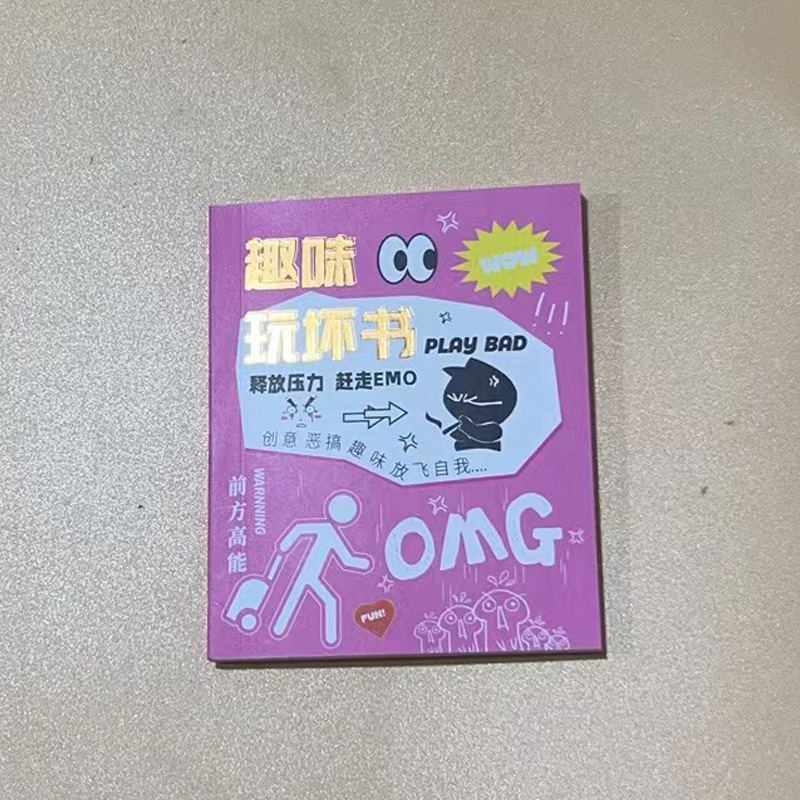 趣味
WOW
玩坏书
PLAY BAD
释放压力 赶走EMO
创意恶搞趣味放飞自我....
前方高能
WARNNING
OMG
FUN!